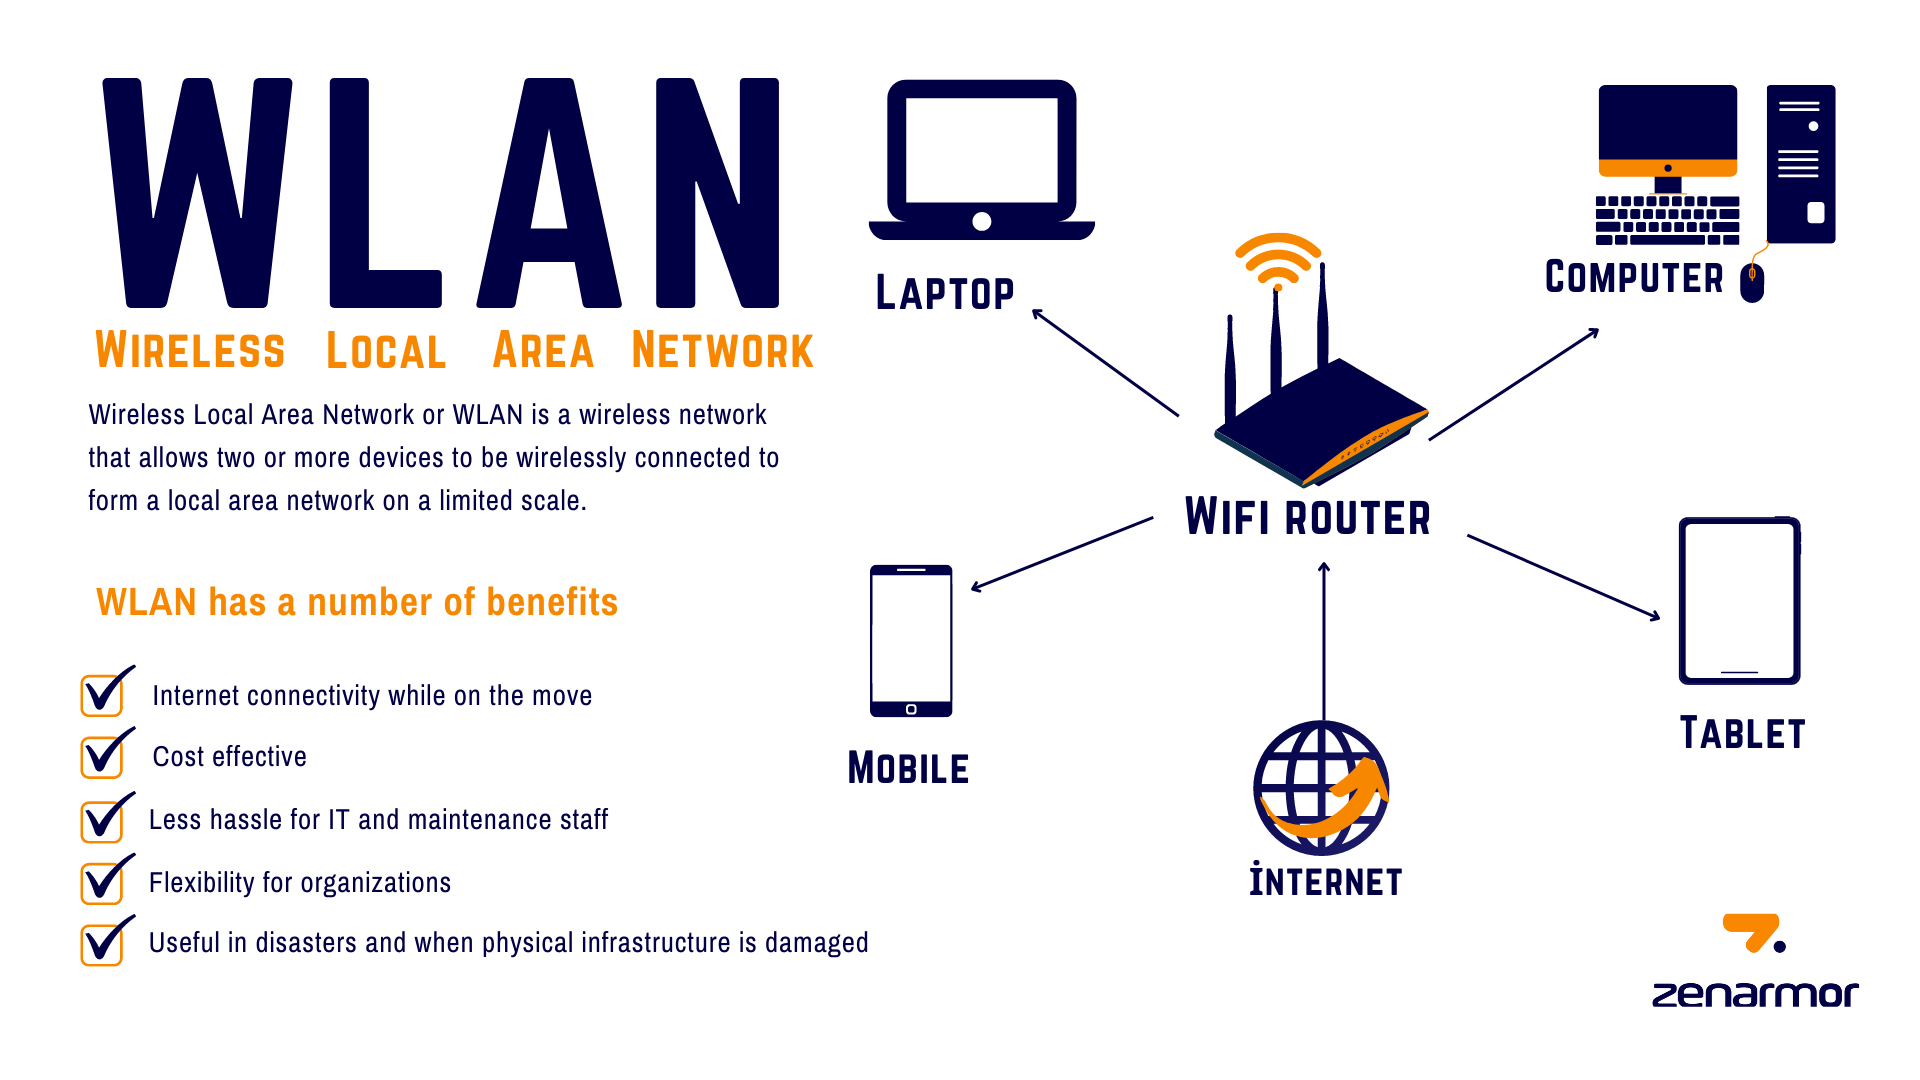 WLAN
WIRELESS LOCAL AREA NETWORK
Wireless Local Area Network or WLAN is a wireless network
that allows two or more devices to be wirelessly connected to
form a local area network on a limited scale.
WLAN has a number of benefits
Internet connectivity while on the move
Cost effective
Less hassle for IT and maintenance staff
Flexibility for organizations
Useful in disasters and when physical infrastructure is damaged
LAPTOP
COMPUTER
WIFI ROUTER
MOBILE
TABLET
İNTERNET
zenarmor